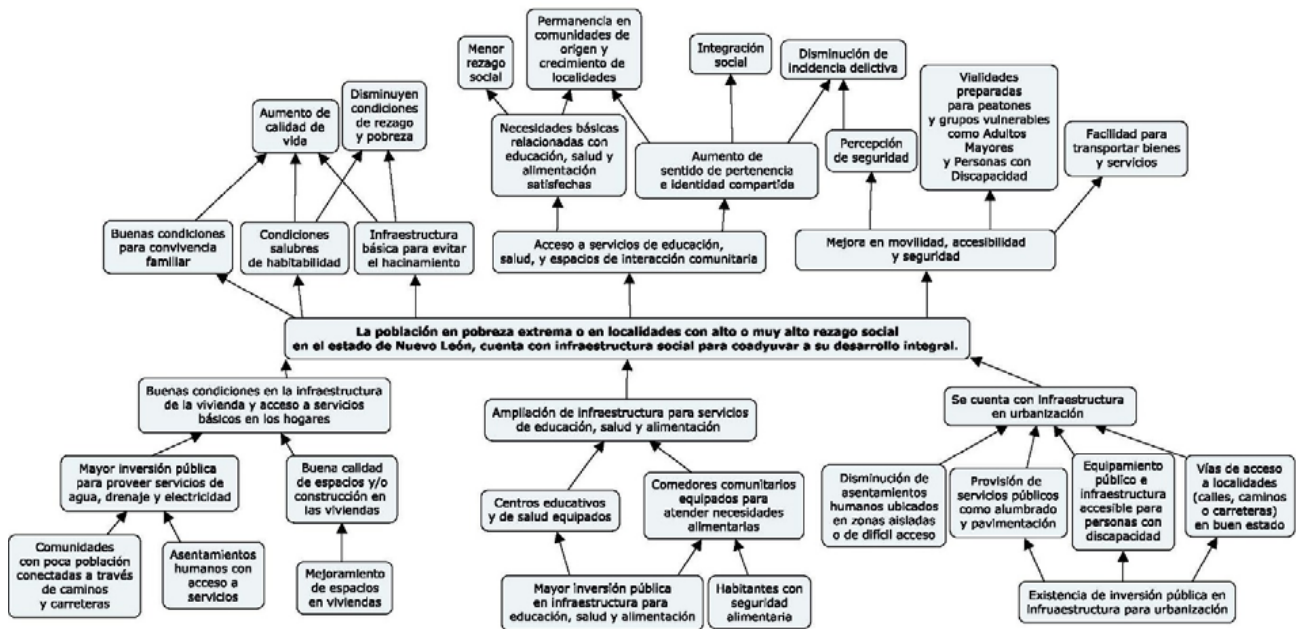 Menor
rezago
social
Permanencia en
comunidades de
origen y
crecimiento de
localidades
Integración
social
Disminución de
incidencia delictiva
Vialidades
preparadas
para peatones
y grupos vulnerables
como Adultos
Mayores
y Personas con
Discapacidad
Facilidad para
transportar bienes
y servicios
Aumento de
calidad de
vida
Disminuyen
condiciones
de rezago
y pobreza
Necesidades básicas
relacionadas con
educación, salud y
alimentación
satisfechas
Aumento de
sentido de pertenencia
e identidad compartida
Percepción
de seguridad
Buenas condiciones
para convivencia
familiar
Condiciones
salubres
de habitabilidad
Infraestructura
básica para evitar
el hacinamiento
Acceso a servicios de educación,
salud, y espacios de interacción comunitaria
Mejora en movilidad, accesibilidad
y seguridad
La población en pobreza extrema o en localidades con alto o muy alto rezago social
en el estado de Nuevo León, cuenta con infraestructura social para coadyuvar a su desarrollo integral.
Buenas condiciones en la infraestructura
de la vivienda y acceso a servicios
básicos en los hogares
Ampliación de infraestructura para servicios
de educación, salud y alimentación
Se cuenta con infraestructura
en urbanización
Mayor inversión pública
para proveer servicios de
agua, drenaje y electricidad
Buena calidad
de espacios y/o
construcción en
las viviendas
Centros educativos
y de salud equipados
Comedores comunitarios
equipados para
atender necesidades
alimentarias
Disminución de
asentamientos
humanos ubicados
en zonas aisladas
o de difícil acceso
Provisión de
servicios públicos
como alumbrado
y pavimentación
Equipamiento
público e
infraestructura
accesible para
personas con
discapacidad
Vías de acceso
a localidades
(calles, caminos
o carreteras)
en buen estado
Comunidades
con poca población
conectadas a través
de caminos
y carreteras
Asentamientos
humanos con
acceso a
servicios
Mejoramiento
de espacios
en viviendas
Mayor inversión pública
en infraestructura para
educación, salud y alimentación
Habitantes con
seguridad
alimentaria
Existencia de inversión pública en
Infruaestructura para urbanización